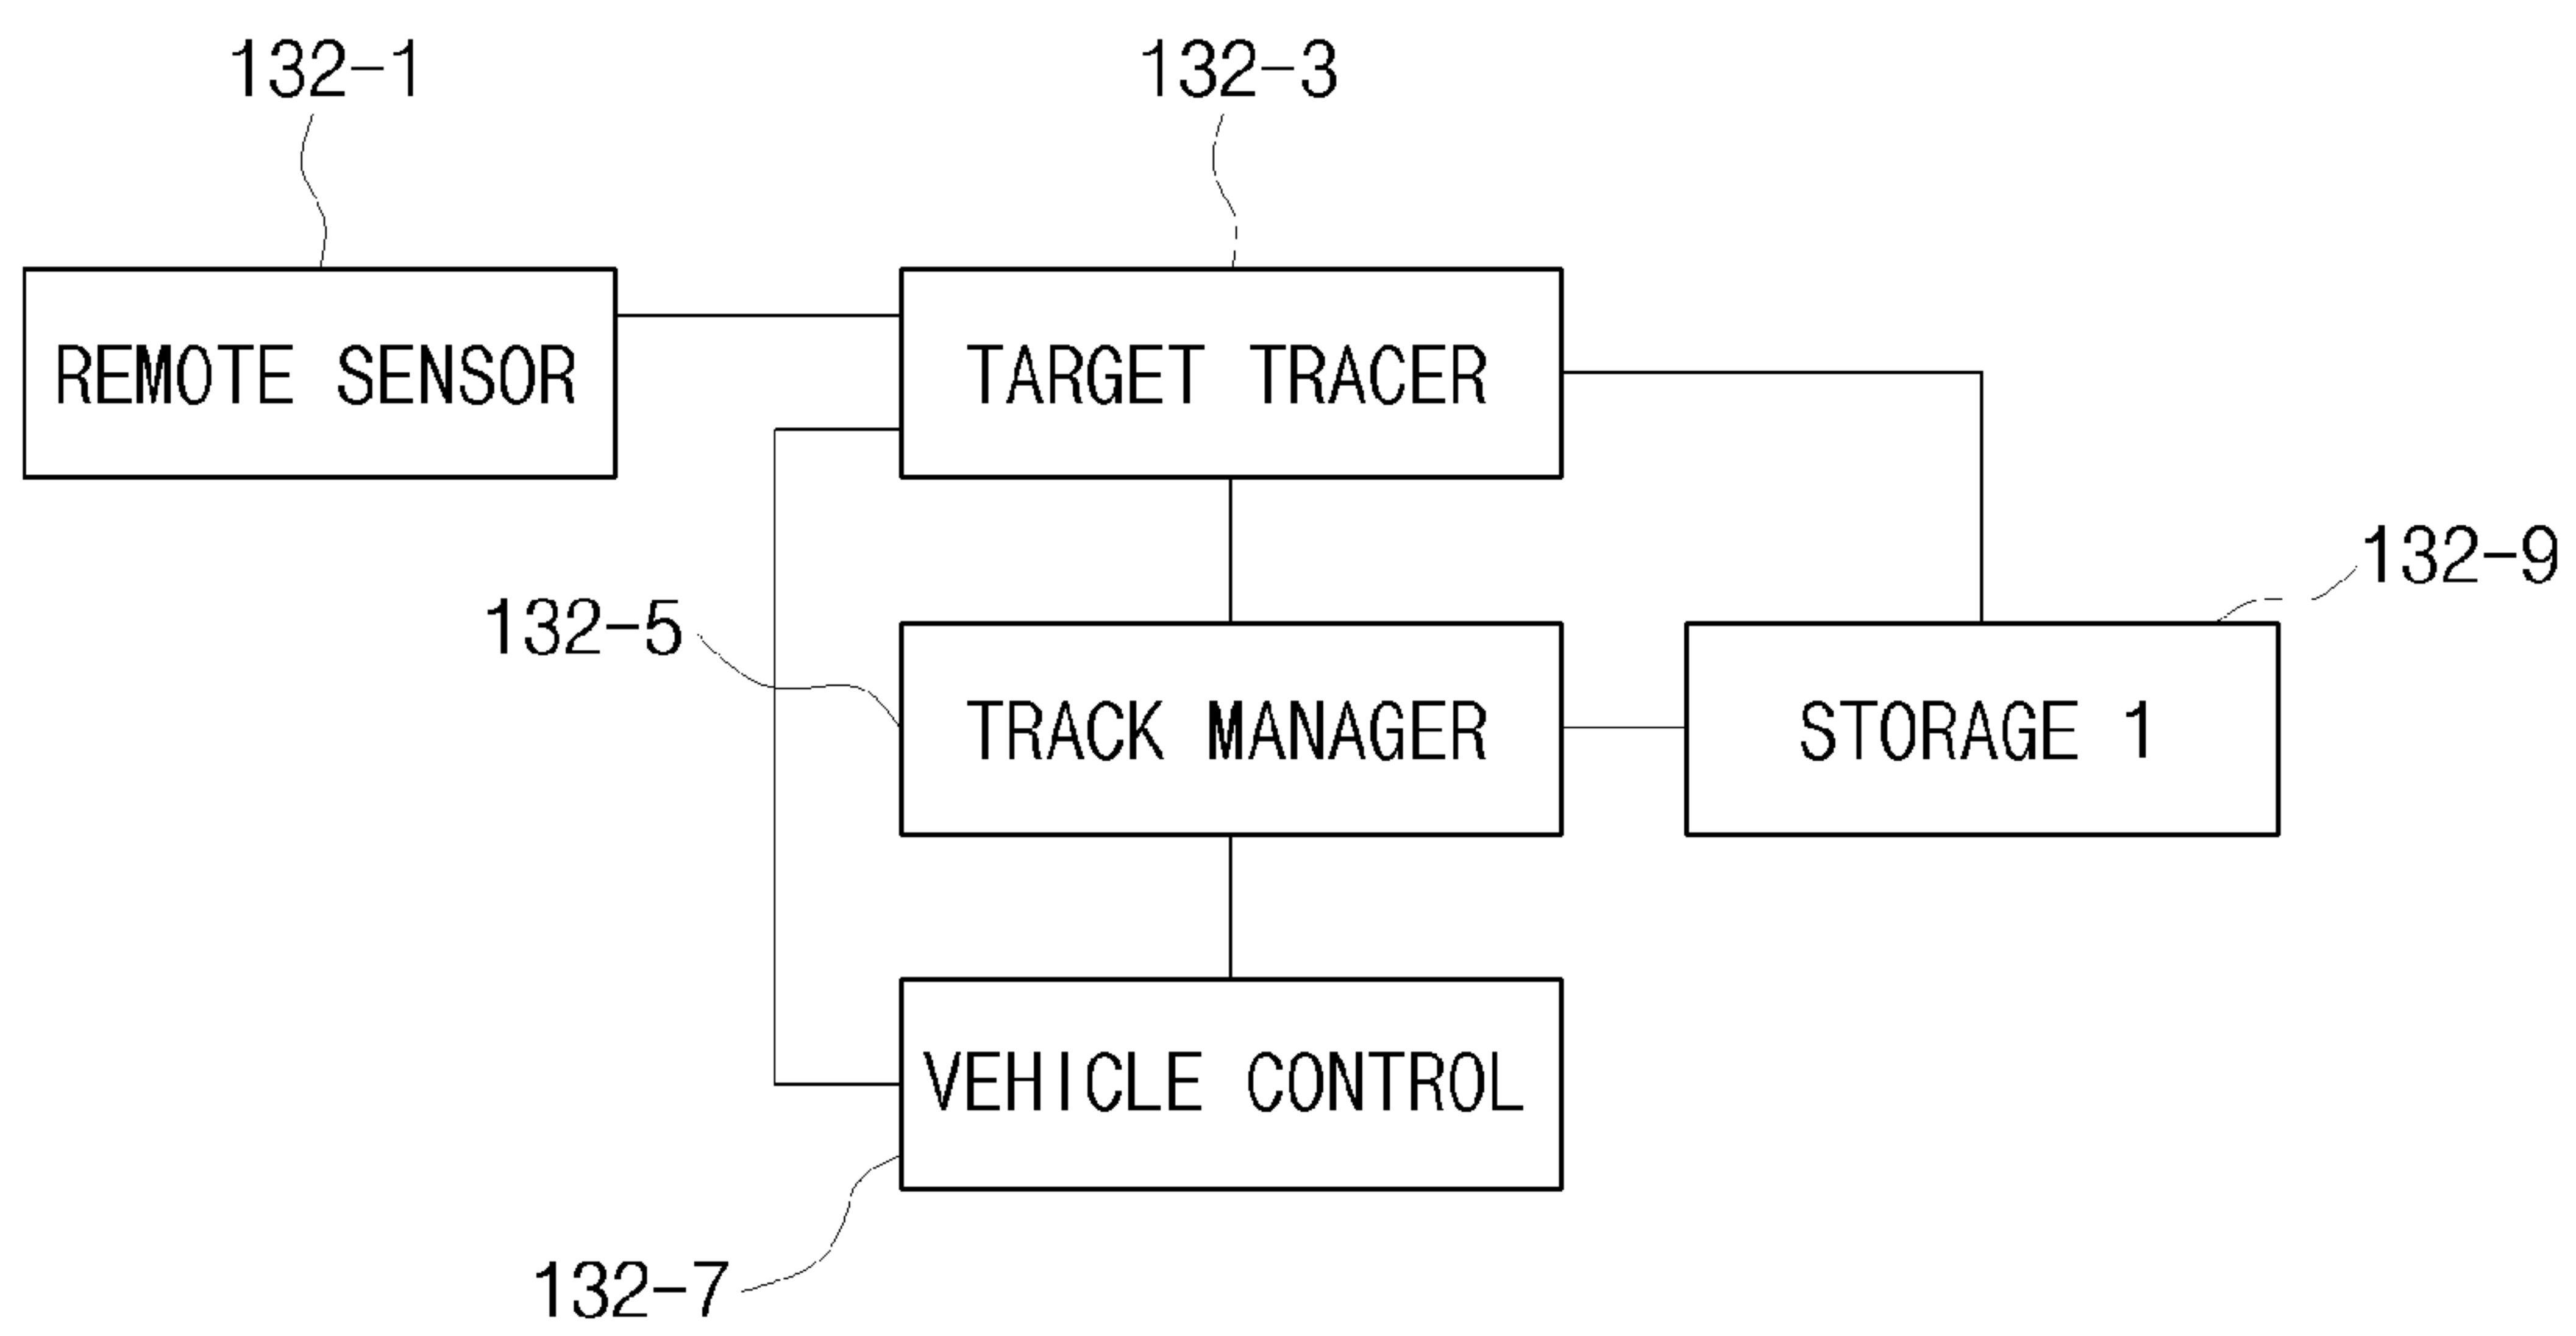 132-1
132-3
REMOTE SENSOR
TARGET TRACER
132-9
132-5
TRACK MANAGER
STORAGE 1
VEHICLE CONTROL
132-7